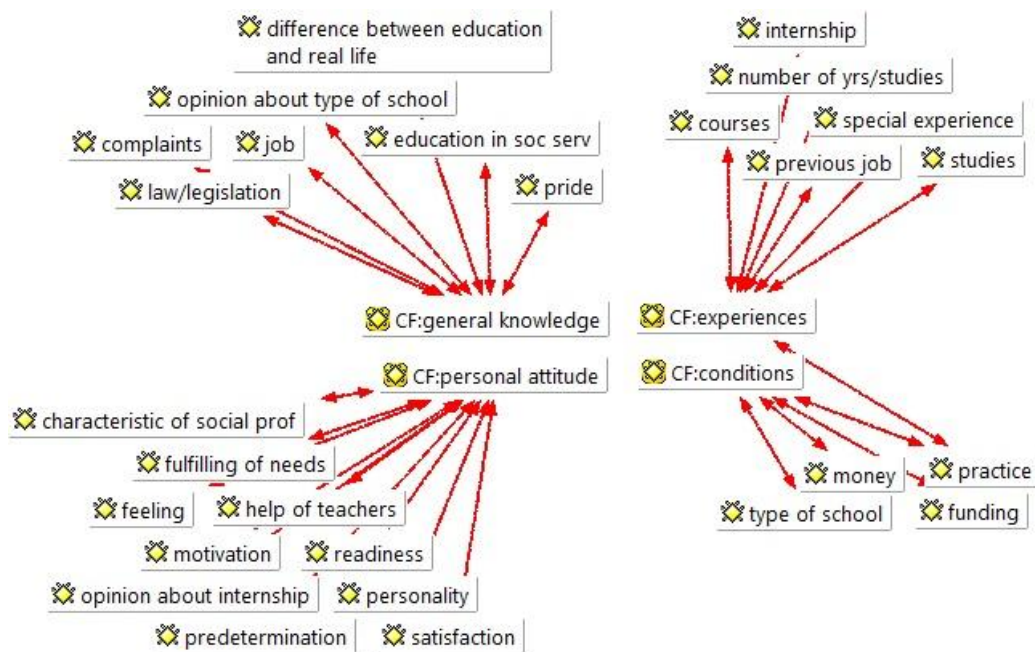 difference between education
and real life
internship
opinion about type of school
number of yrs/studies
complaints
job
education in soc serv
courses
special experience
law/legislation
pride
previous job
studies
CF:general knowledge
CF:experiences
CF:personal attitude
CF:conditions
characteristic of social prof
fulfilling of needs
money
practice
feeling
help of teachers
type of school
funding
motivation
readiness
opinion about internship
personality
predetermination
satisfaction